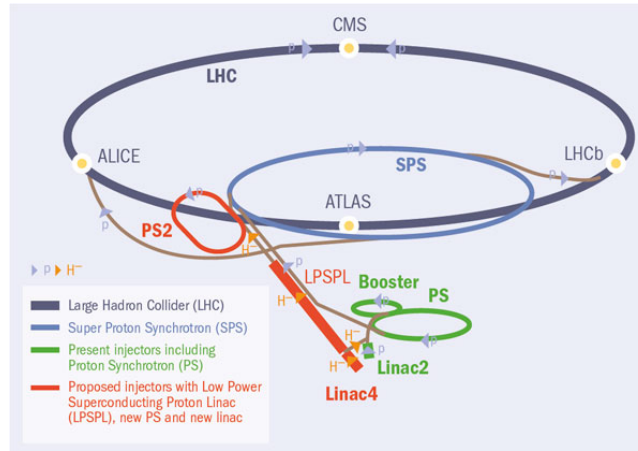 CMS
p
p
LHC
ALICE
p
SPS
LHCb
p
p
ATLAS
PS2
p
H⁻
p H⁻
p
LPSPL
H⁻
Booster
p
PS
H⁻
p
p
H⁻
Linac2
Linac4
Large Hadron Collider (LHC)
Super Proton Synchrotron (SPS)
Present injectors including
Proton Synchrotron (PS)
Proposed injectors with Low Power
Superconducting Proton Linac
(LPSPL), new PS and new linac